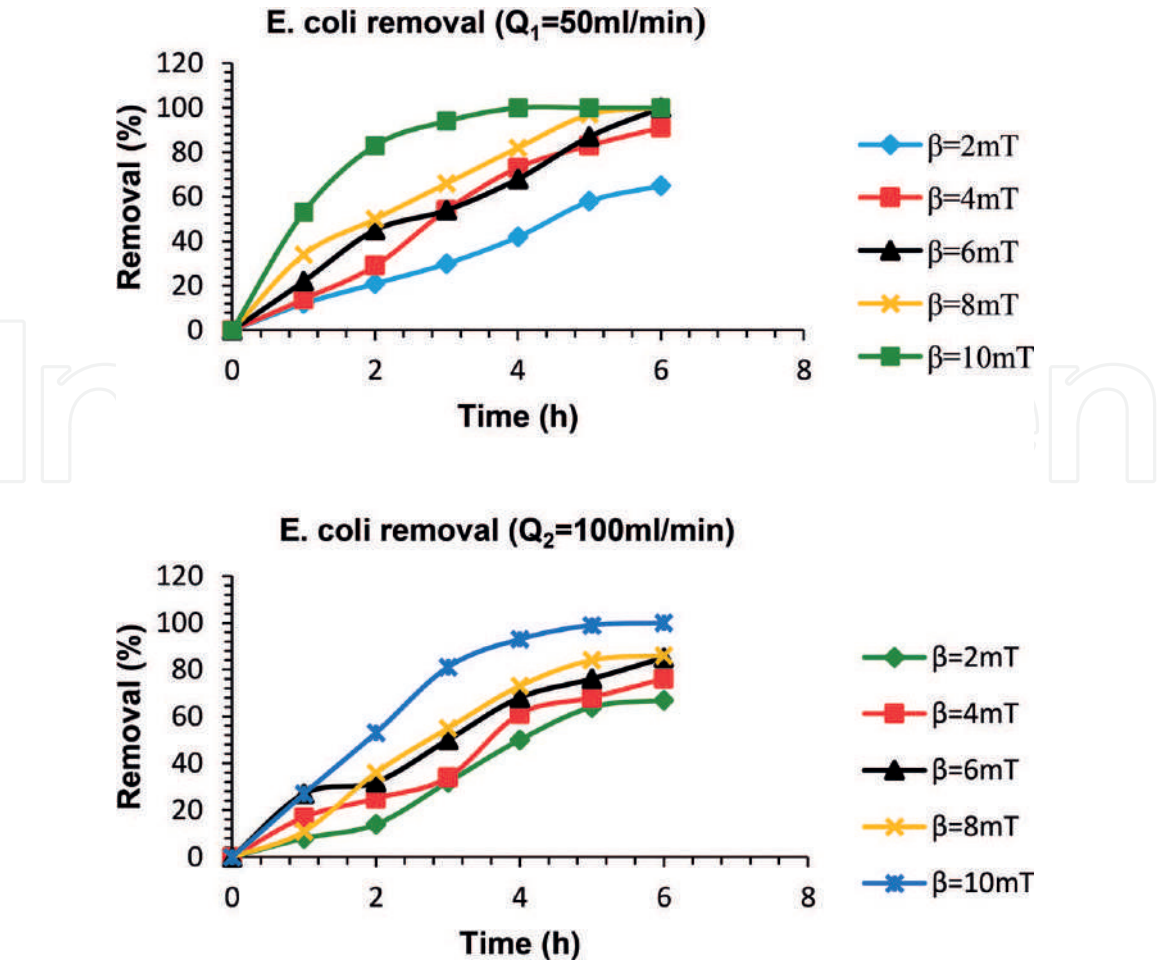 E. coli removal (Q₁=50ml/min)
120
100
80
60
40
20
0
Removal (%)
0 2 4 6 8
Time (h)
β=2mT
β=4mT
β=6mT
β=8mT
β=10mT
E. coli removal (Q₂=100ml/min)
120
100
80
60
40
20
0
Removal (%)
0 2 4 6 8
Time (h)
β=2mT
β=4mT
β=6mT
β=8mT
β=10mT